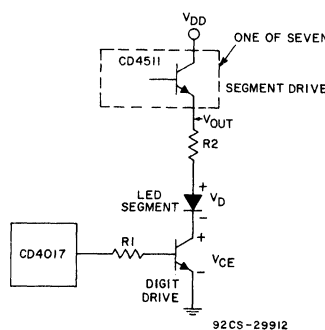 VDD
ONE OF SEVEN
CD4511
SEGMENT DRIVE
VOUT
R2
+
LED
SEGMENT
VD
-
CD4017
R1
+
VCE
-
DIGIT
DRIVE
92CS-29912